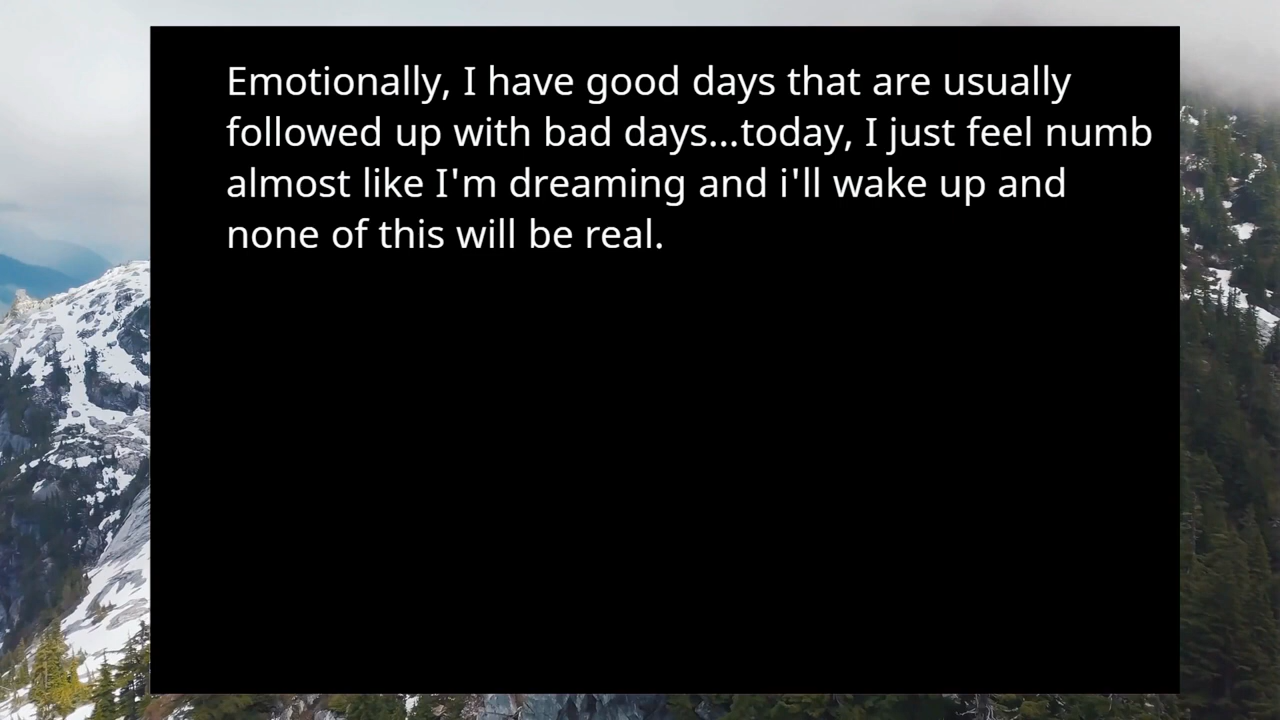 Emotionally, I have good days that are usually
followed up with bad days...today, I just feel numb
almost like I'm dreaming and i'll wake up and
none of this will be real.